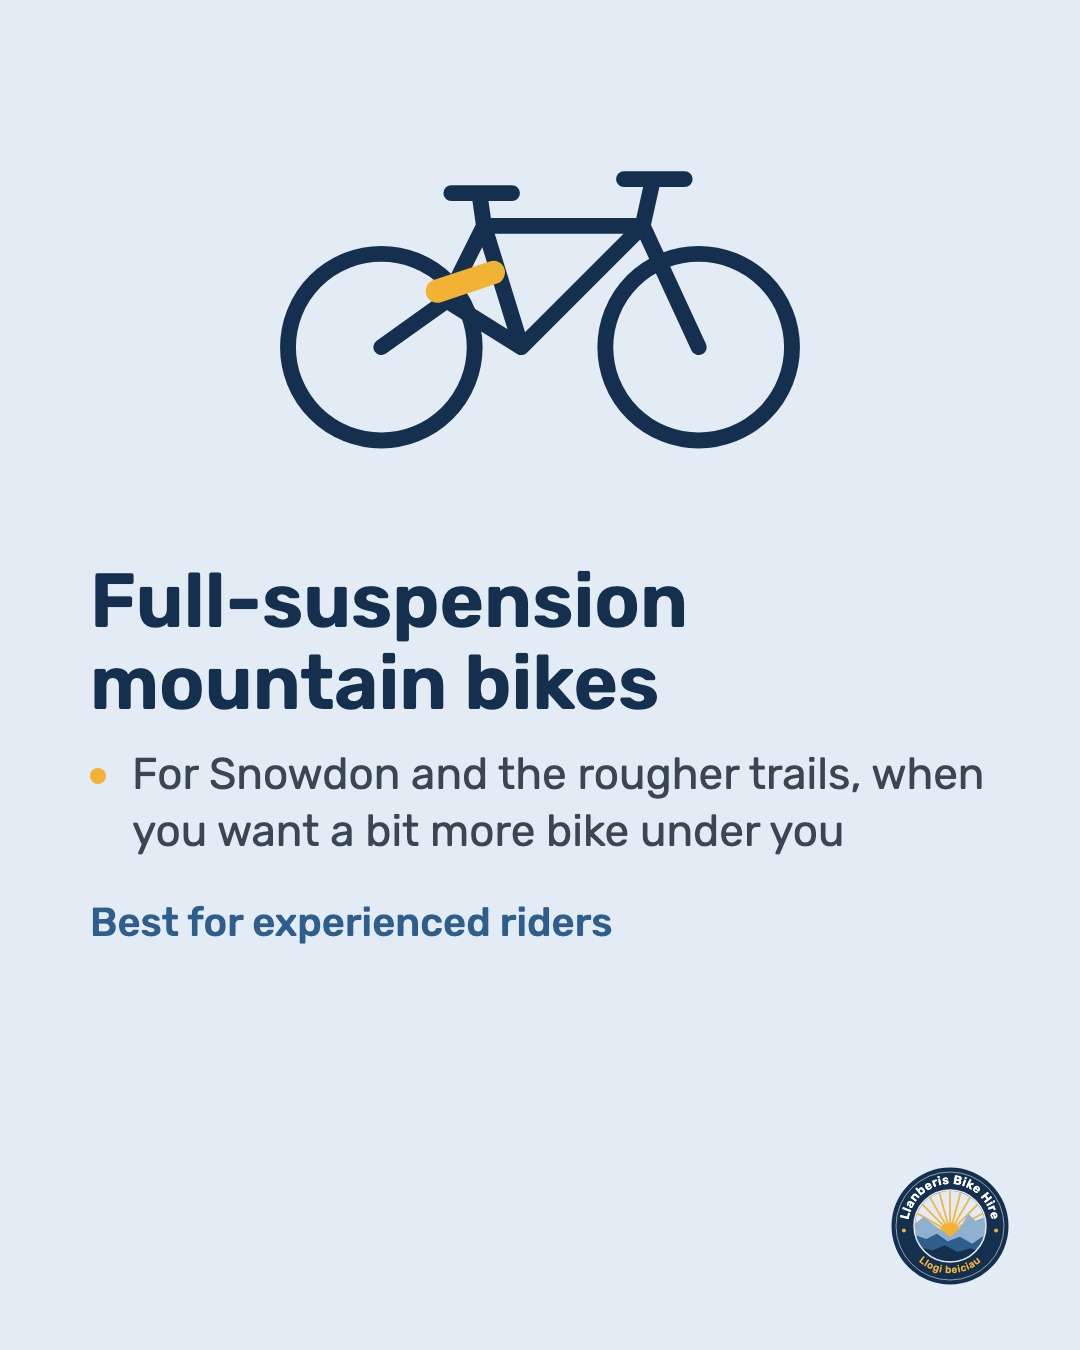 Full-suspension
mountain bikes
For Snowdon and the rougher trails, when
you want a bit more bike under you
Best for experienced riders
Llanberis Bike Hire
Llogi beiciau